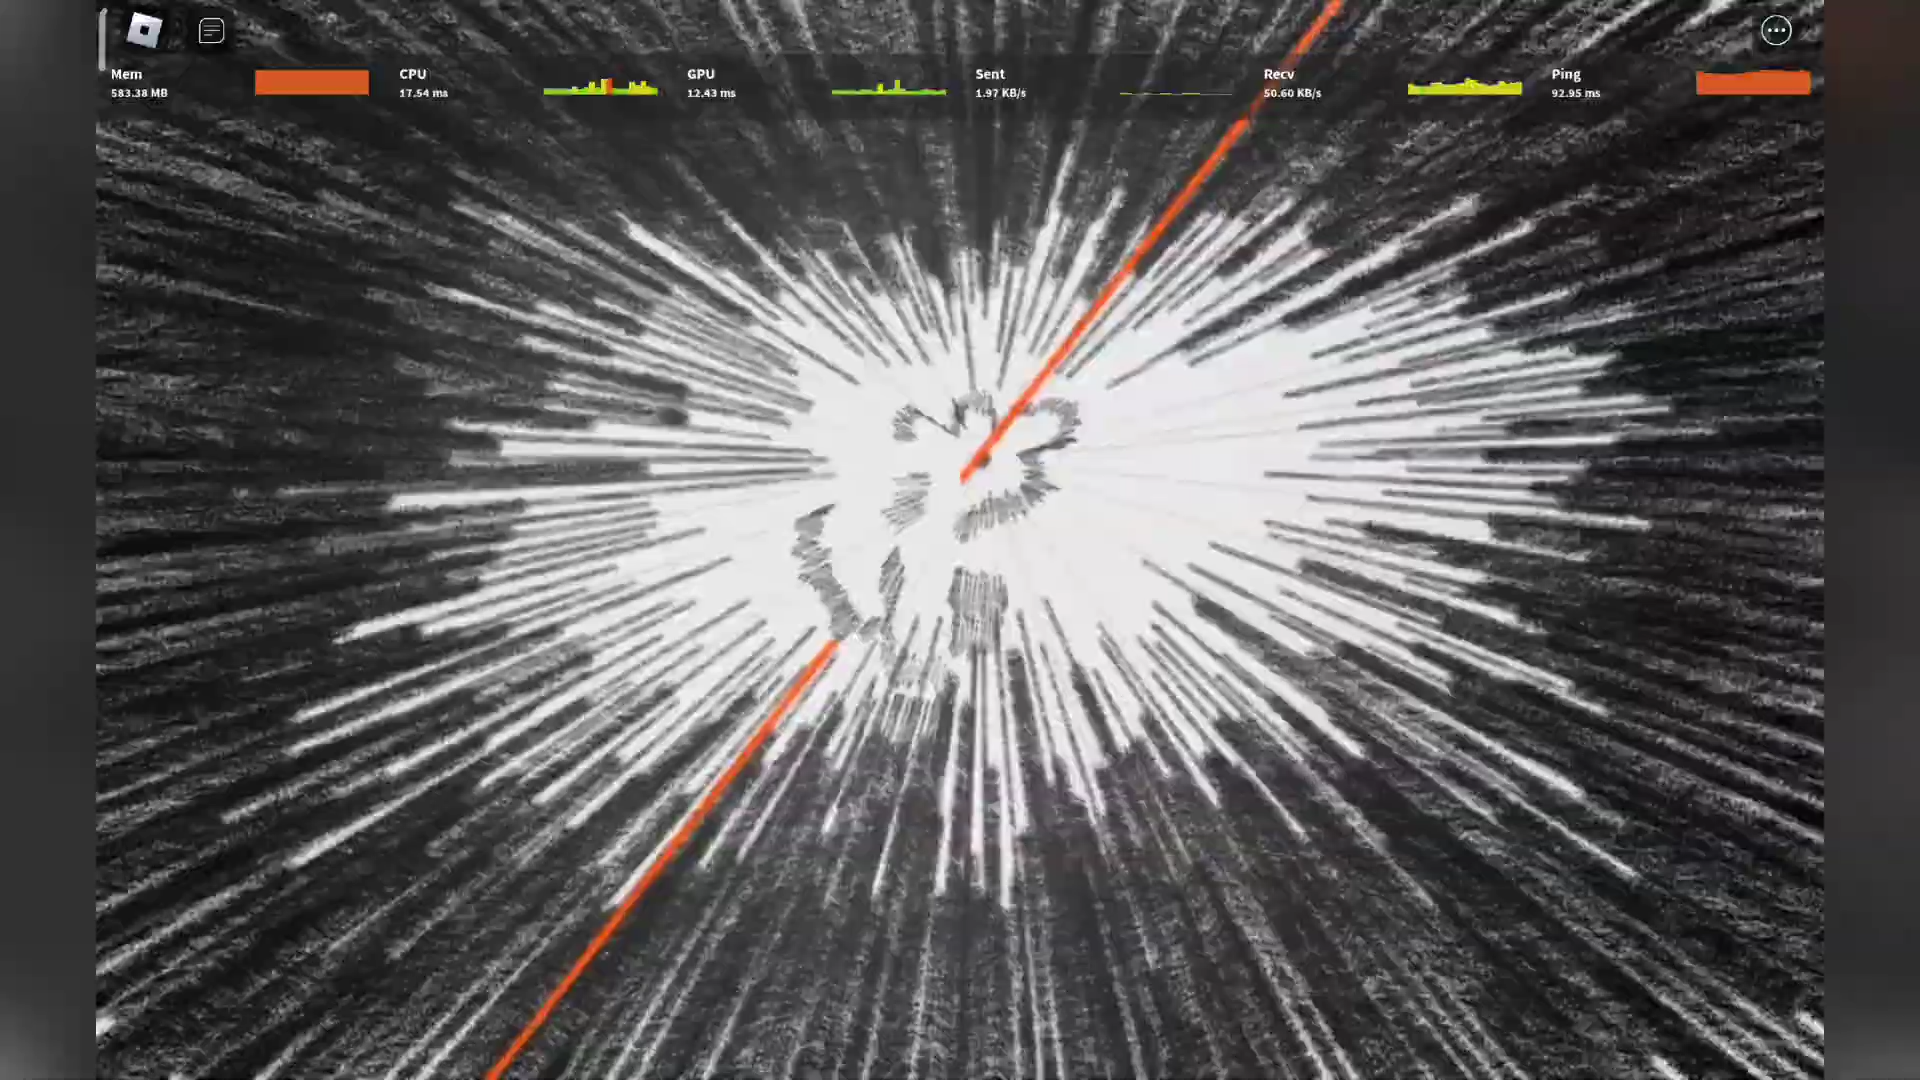 Mem
583.38 MB
CPU
17.54 ms
GPU
12.43 ms
Sent
1.97 KB/s
Recv
50.60 KB/s
Ping
92.95 ms